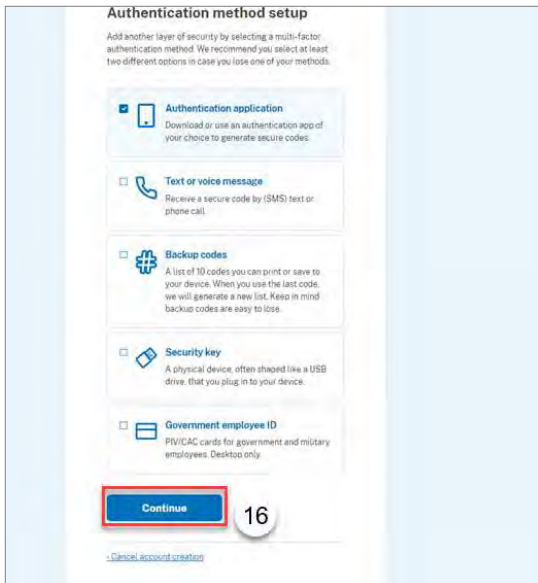 Authentication method setup
Add another layer of security by selecting a multi-factor
authentication method. We recommend you select at least
two different options in case you lose one of your methods.
Authentication application
Download or use an authentication app of
your choice to generate secure codes.
Text or voice message
Receive a secure code by (SMS) text or
phone call.
Backup codes
A list of 10 codes you can print or save to
your device. When you use the last code,
we will generate a new list. Keep in mind
backup codes are easy to lose.
Security key
A physical device, often shaped like a USB
drive, that you plug in to your device.
Government employee ID
PIV/CAC cards for government and military
employees. Desktop only.
Continue
16
‹ Cancel account creation